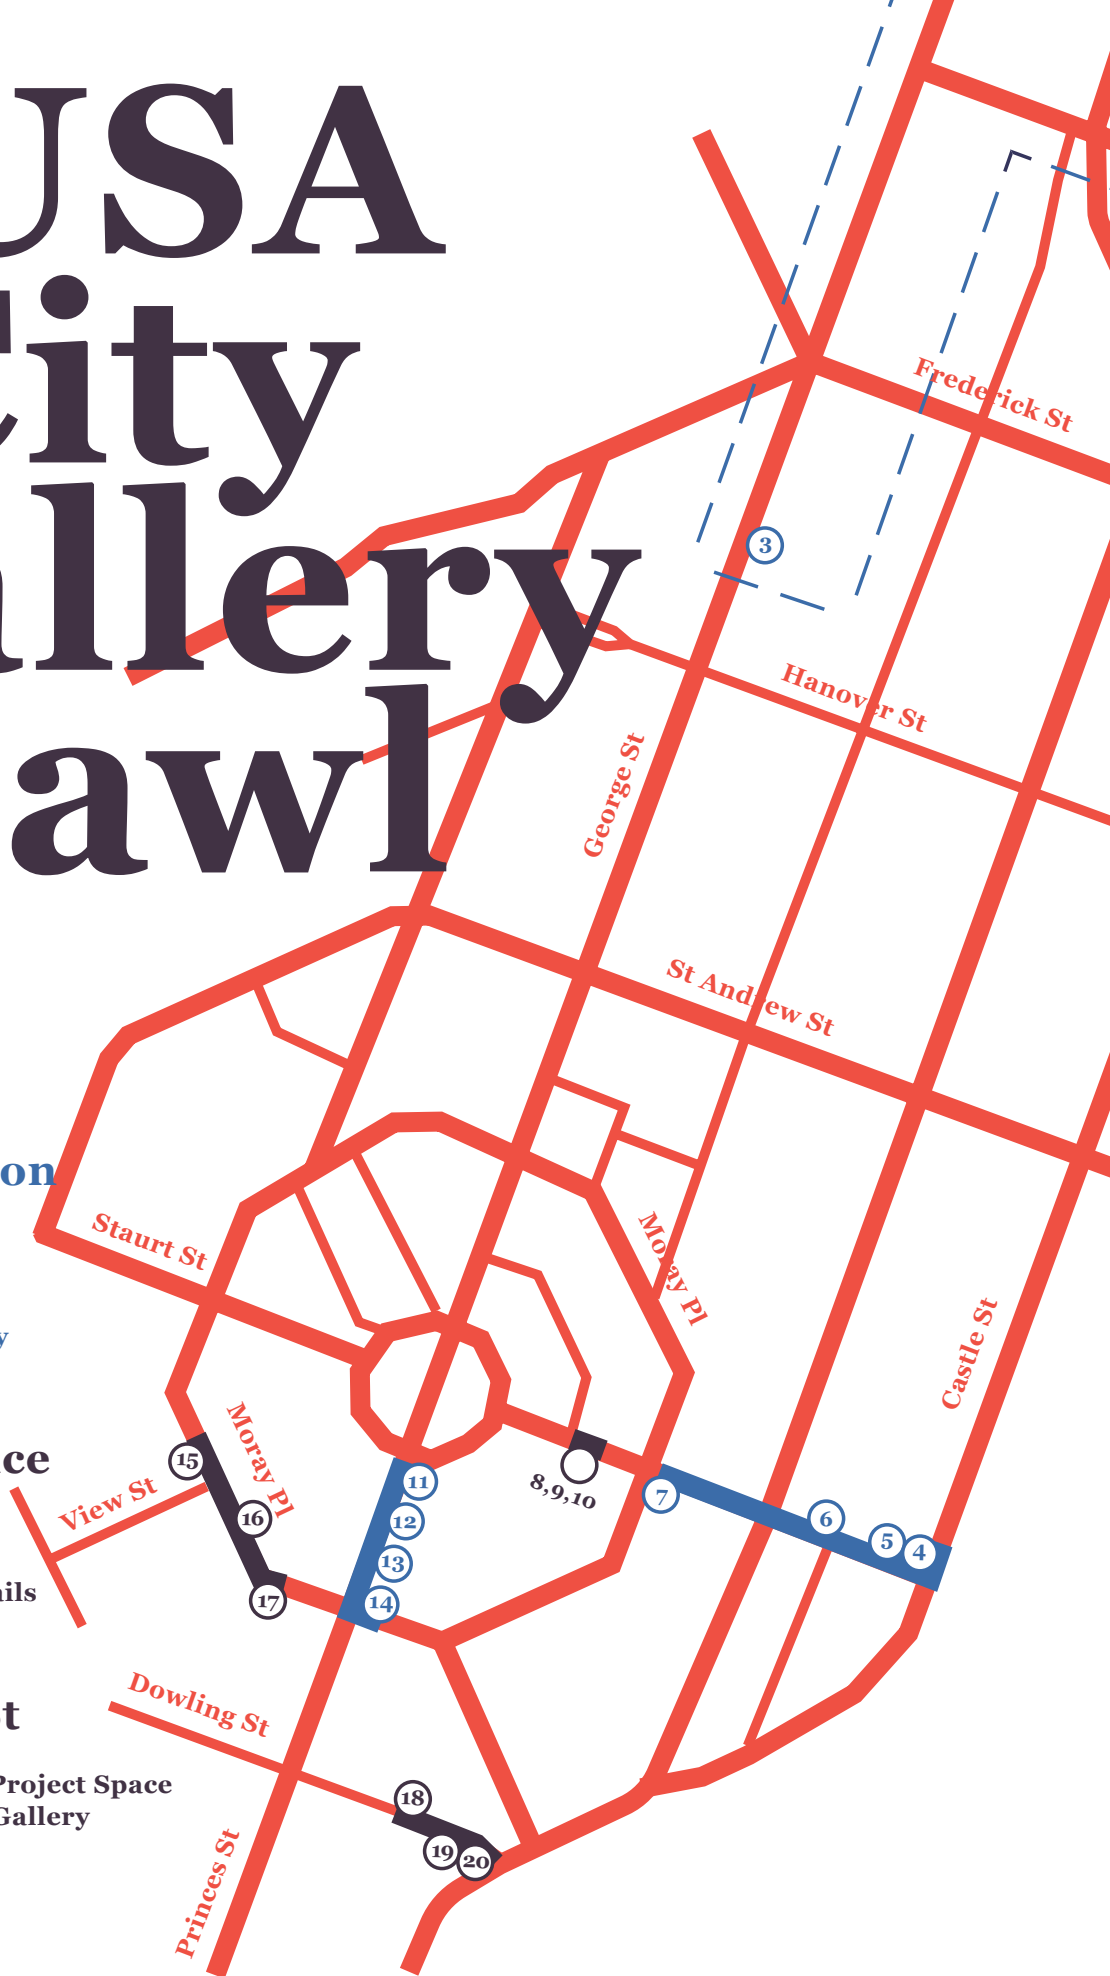 USA
City
allery
awl
Frederick St
3
Hanover St
George St
St Andrew St
on
Staurt St
Moray Pl
Castle St
y
ce
15
View St
Moray Pl
16
17
ails
11
12
13
14
8,9,10
7
6
5
4
t
Dowling St
Project Space
Gallery
18
19
20
Princes St